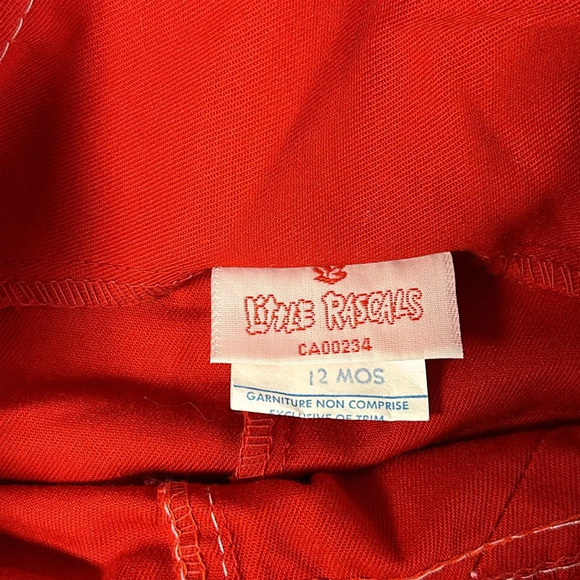 Little Rascals
CA00234
12 MOS
GARNITURE NON COMPRISE
EXCLUSIVE OF TRIM